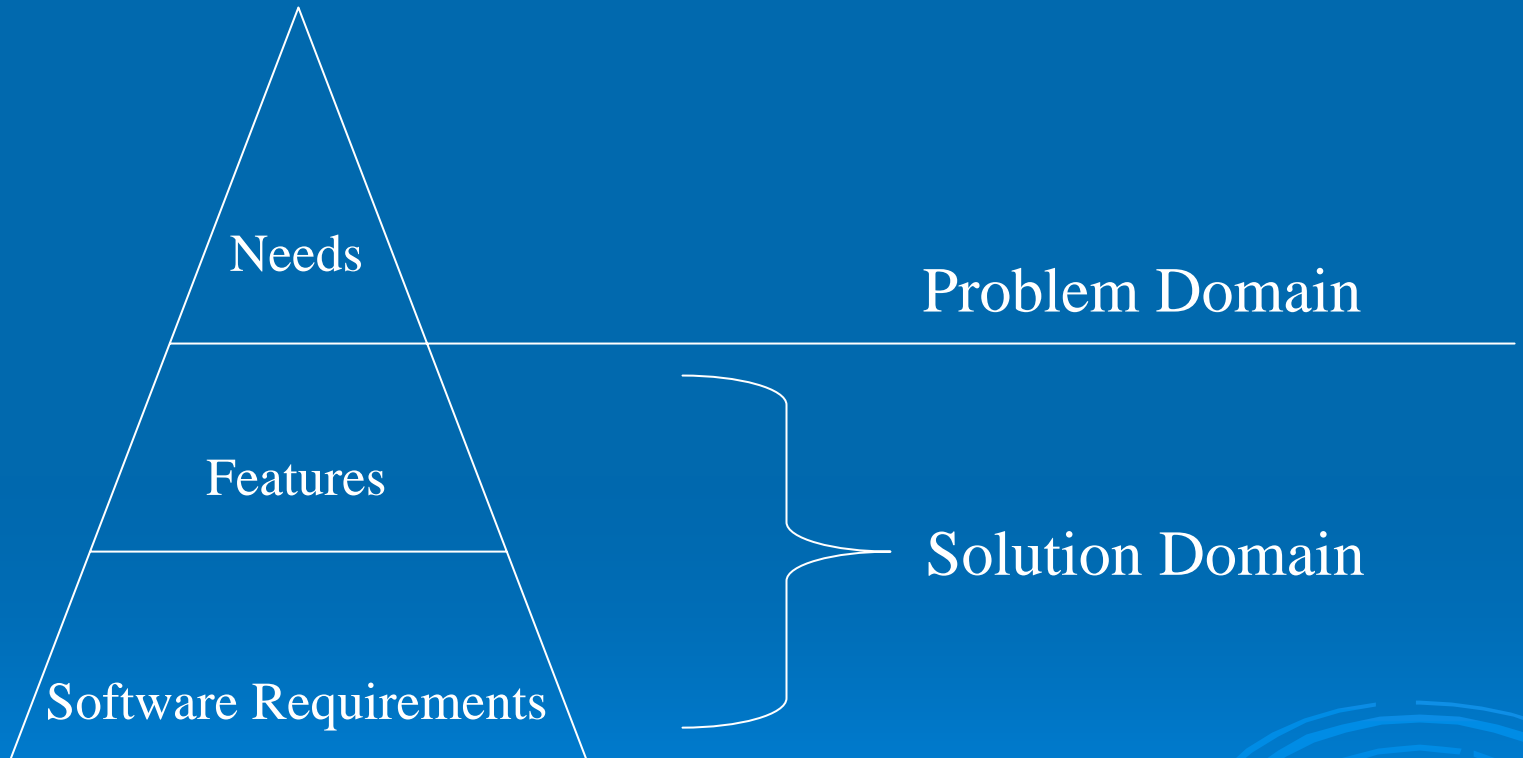 Needs
Problem Domain
Features
Solution Domain
Software Requirements